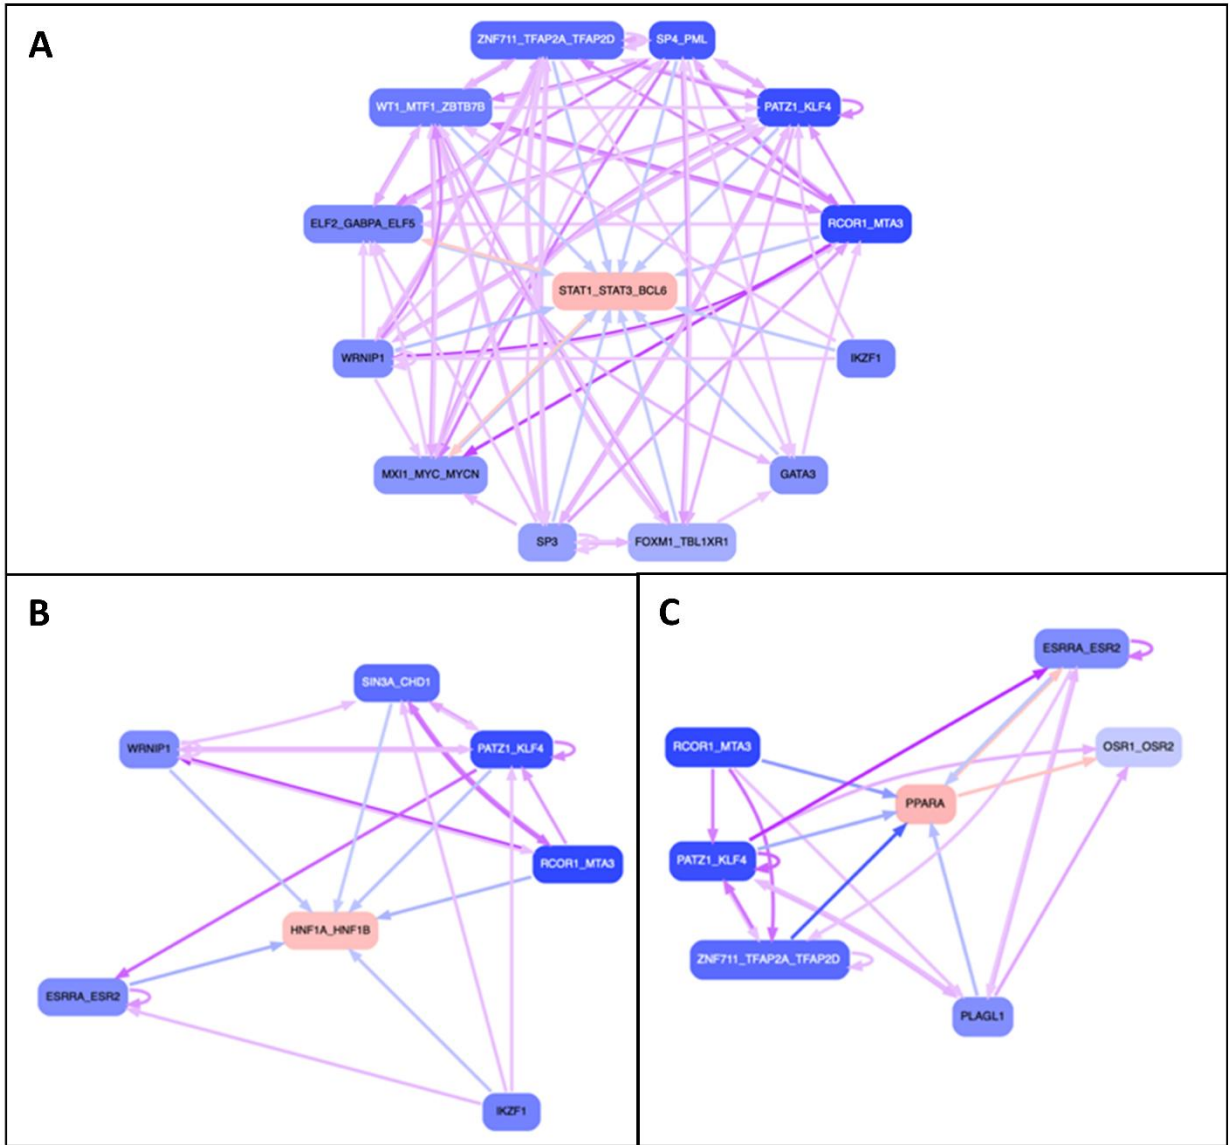 A
ZNF711_TFAP2A_TFAP2D
SP4_PML
WT1_MTF1_ZBTB7B
PATZ1_KLF4
ELF2_GABPA_ELF5
RCOR1_MTA3
STAT1_STAT3_BCL6
WRNIP1
IKZF1
MXI1_MYC_MYCN
GATA3
SP3
FOXM1_TBL1XR1
B
SIN3A_CHD1
WRNIP1
PATZ1_KLF4
RCOR1_MTA3
HNF1A_HNF1B
ESRRA_ESR2
IKZF1
C
ESRRA_ESR2
RCOR1_MTA3
OSR1_OSR2
PPARA
PATZ1_KLF4
ZNF711_TFAP2A_TFAP2D
PLAGL1